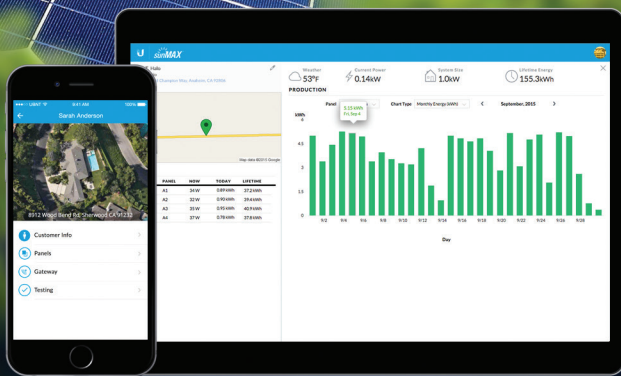 UBNT
9:41 AM
100%
Sarah Anderson
8912 Wood Bend Rd, Sherwood CA 91232
Customer Info
Panels
Gateway
Testing
U sunMAX
Halo
Weather
53°F
Current Power
0.14kW
System Size
1.0kW
Lifetime Energy
155.3kWh
PRODUCTION
Panel
Chart Type Monthly Energy (kWh)
September, 2015
5.15 kWh
Fri, Sep 4
kWh
6
4.5
3
1.5
0
9/2 9/4 9/6 9/8 9/10 9/12 9/14 9/16 9/18 9/20 9/22 9/24 9/26 9/28
Day
Map data ©2015 Google
PANEL NOW TODAY LIFETIME
A1 34 W 0.89 kWh 37.2 kWh
A2 32 W 0.90 kWh 39.4 kWh
A3 35 W 0.95 kWh 40.9 kWh
A4 37 W 0.78 kWh 37.8 kWh